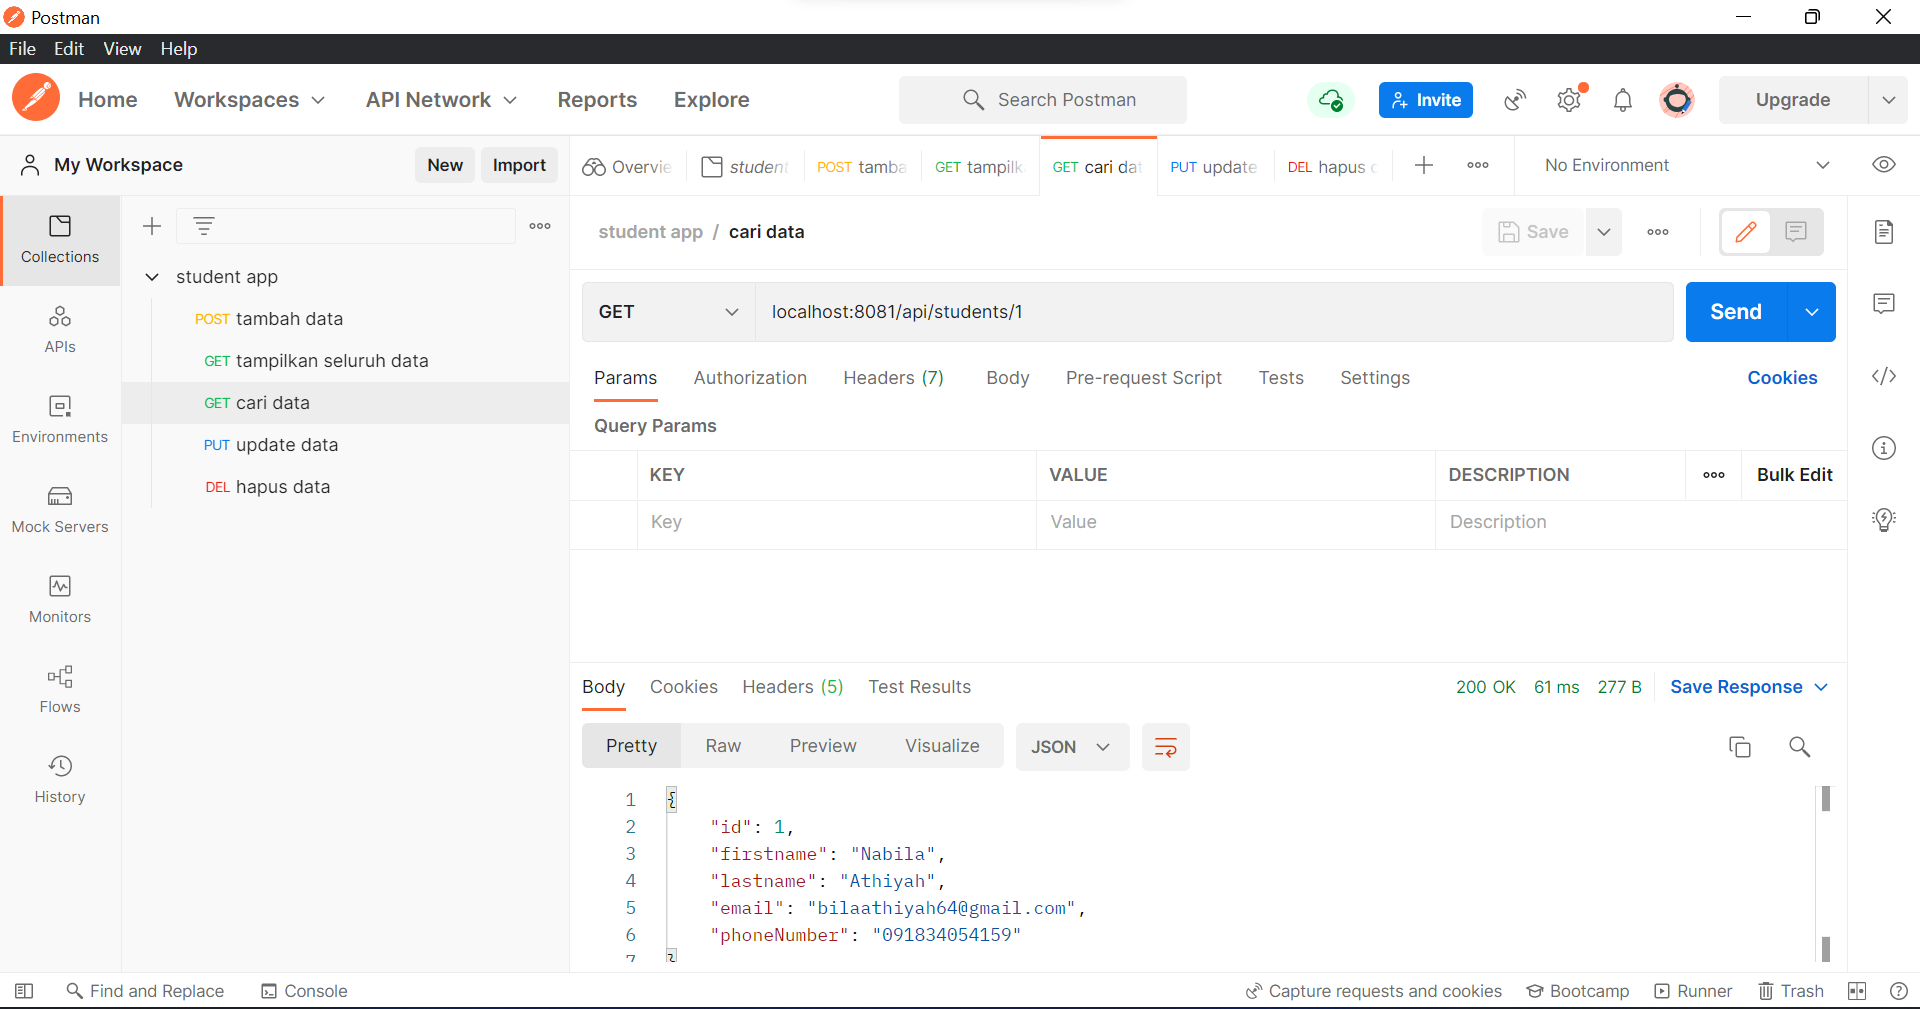 Postman
File Edit View Help
Home Workspaces API Network Reports Explore Search Postman Invite Upgrade
My Workspace New Import Overvie student POST tamba GET tampilk GET cari dat PUT update DEL hapus No Environment
Collections
APIs
Environments
Mock Servers
Monitors
Flows
History
student app
POST tambah data
GET tampilkan seluruh data
GET cari data
PUT update data
DEL hapus data
student app / cari data Save
GET localhost:8081/api/students/1 Send
Params Authorization Headers (7) Body Pre-request Script Tests Settings Cookies
Query Params
KEY VALUE DESCRIPTION Bulk Edit
Key Value Description
Body Cookies Headers (5) Test Results 200 OK 61 ms 277 B Save Response
Pretty Raw Preview Visualize JSON
1 {
2 "id": 1,
3 "firstname": "Nabila",
4 "lastname": "Athiyah",
5 "email": "bilaathiyah64@gmail.com",
6 "phoneNumber": "091834054159"
7 }
Find and Replace Console Capture requests and cookies Bootcamp Runner Trash